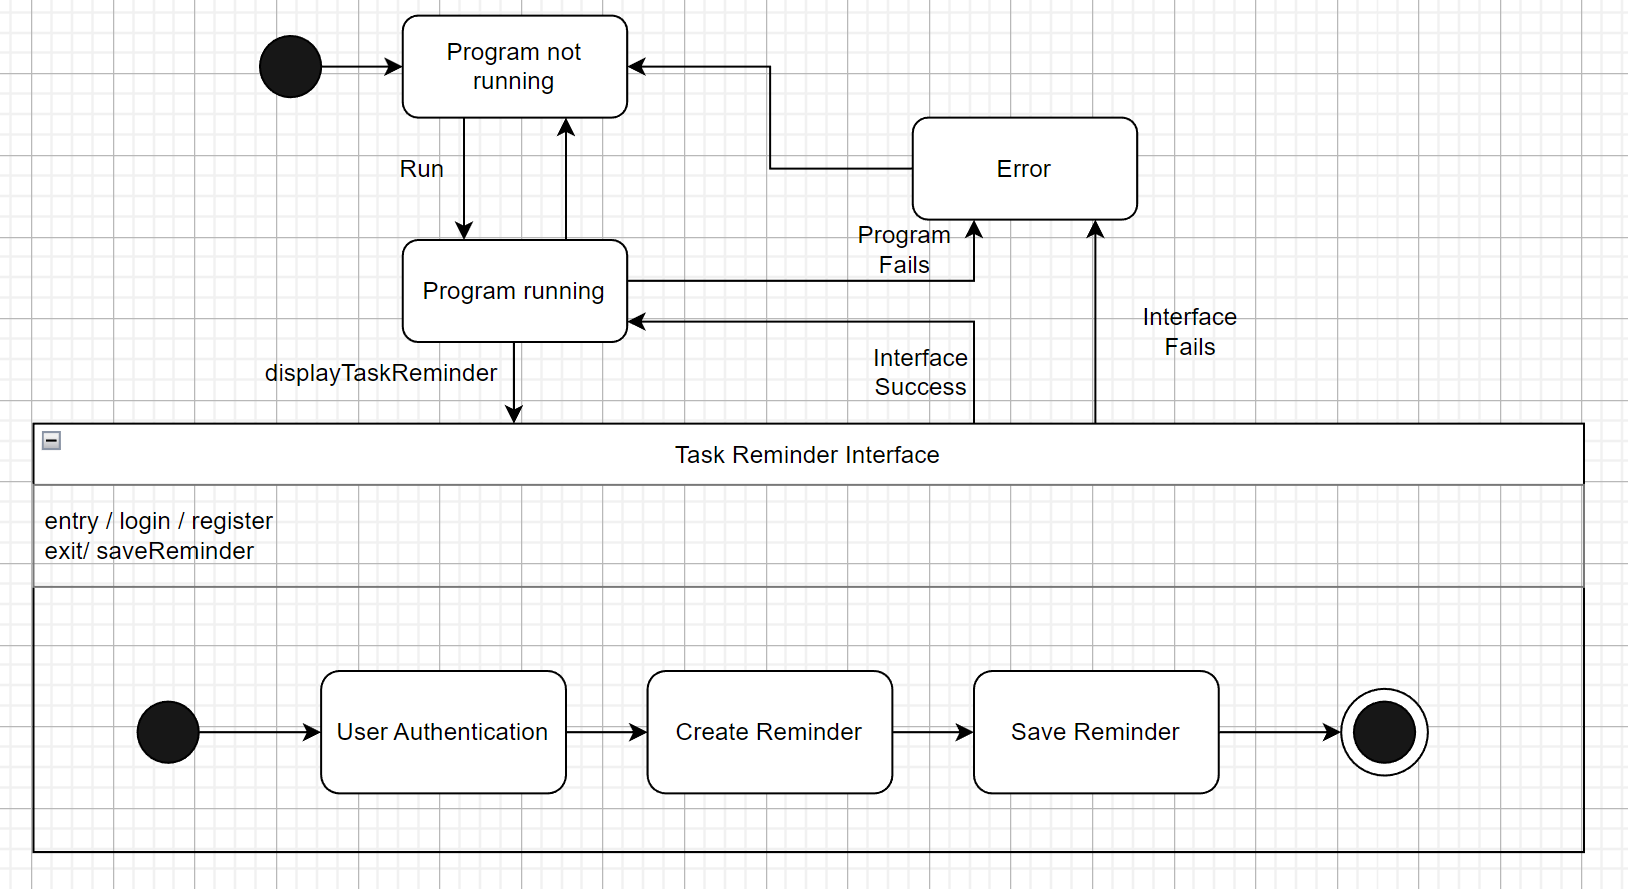 Program not
running
Run
Error
Program
Fails
Program running
Interface
Fails
displayTaskReminder
Interface
Success
Task Reminder Interface
entry / login / register
exit/ saveReminder
User Authentication
Create Reminder
Save Reminder